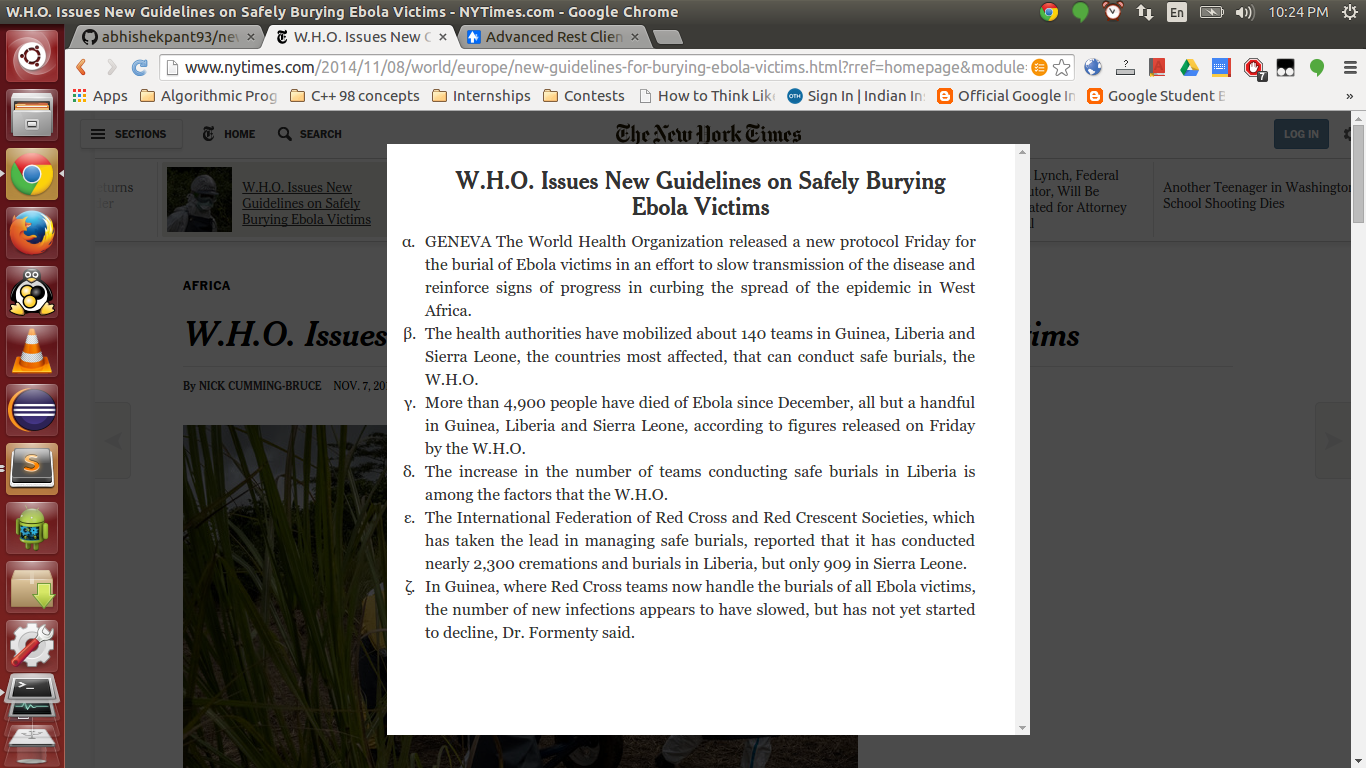 W.H.O. Issues New Guidelines on Safely Burying Ebola Victims - NYTimes.com - Google Chrome
En
10:24 PM
abhishekpant93/nev
W.H.O. Issues New G
Advanced Rest Clien
www.nytimes.com/2014/11/08/world/europe/new-guidelines-for-burying-ebola-victims.html?rref=homepage&module:
7
Apps
Algorithmic Prog
C++ 98 concepts
Internships
Contests
How to Think Lik
OTH
Sign In | Indian In
Official Google In
Google Student B
»
SECTIONS
HOME
SEARCH
The New York Times
LOG IN
W.H.O. Issues New
Guidelines on Safely
Burying Ebola Victims
Lynch, Federal
utor, Will Be
ated for Attorney
l
Another Teenager in Washington
School Shooting Dies
AFRICA
W.H.O. Issues
tims
By NICK CUMMING-BRUCE NOV. 7, 20
W.H.O. Issues New Guidelines on Safely Burying
Ebola Victims
α. GENEVA The World Health Organization released a new protocol Friday for
the burial of Ebola victims in an effort to slow transmission of the disease and
reinforce signs of progress in curbing the spread of the epidemic in West
Africa.
β. The health authorities have mobilized about 140 teams in Guinea, Liberia and
Sierra Leone, the countries most affected, that can conduct safe burials, the
W.H.O.
γ. More than 4,900 people have died of Ebola since December, all but a handful
in Guinea, Liberia and Sierra Leone, according to figures released on Friday
by the W.H.O.
δ. The increase in the number of teams conducting safe burials in Liberia is
among the factors that the W.H.O.
ε. The International Federation of Red Cross and Red Crescent Societies, which
has taken the lead in managing safe burials, reported that it has conducted
nearly 2,300 cremations and burials in Liberia, but only 909 in Sierra Leone.
ζ. In Guinea, where Red Cross teams now handle the burials of all Ebola victims,
the number of new infections appears to have slowed, but has not yet started
to decline, Dr. Formenty said.